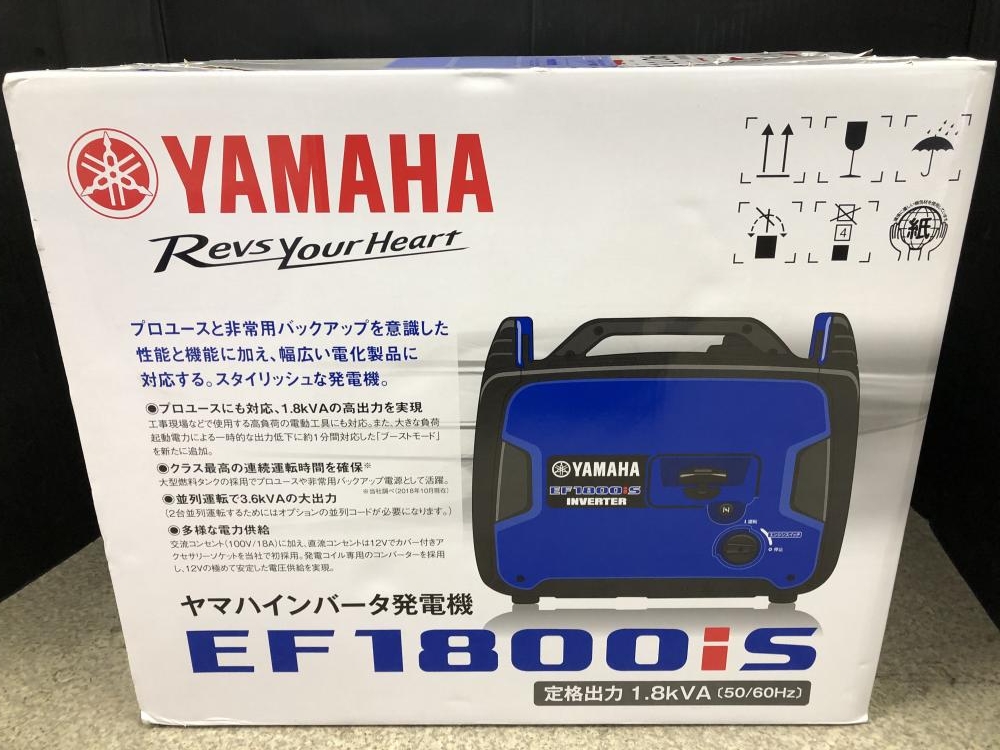 YAMAHA
Revs Your Heart
4
紙
プロユースと非常用バックアップを意識した
性能と機能に加え、幅広い電化製品に
対応する。スタイリッシュな発電機。
◉プロユースにも対応、1.8kVAの高出力を実現
工事現場などで使用する高負荷の電動工具にも対応。また、大きな負荷
起動電力による一時的な出力低下に約1分間対応した「ブーストモード」
を新たに追加。
◉クラス最高の連続運転時間を確保※
大型燃料タンクの採用でプロユースや非常用バックアップ電源として活躍。
※当社調べ(2018年10月現在)
◉並列運転で3.6kVAの大出力
(2台並列運転するためにはオプションの並列コードが必要になります。)
◉多様な電力供給
交流コンセント(100V/18A)に加え、直流コンセントは12Vでカバー付きア
クセサリーソケットを当社で初採用。発電コイル専用のコンバーターを採用
し、12Vの極めて安定した電圧供給を実現。
YAMAHA
EF1800iS
INVERTER
運転
エンジンスイッチ
停止
ヤマハインバータ発電機
EF1800iS
定格出力 1.8kVA〔50/60Hz〕